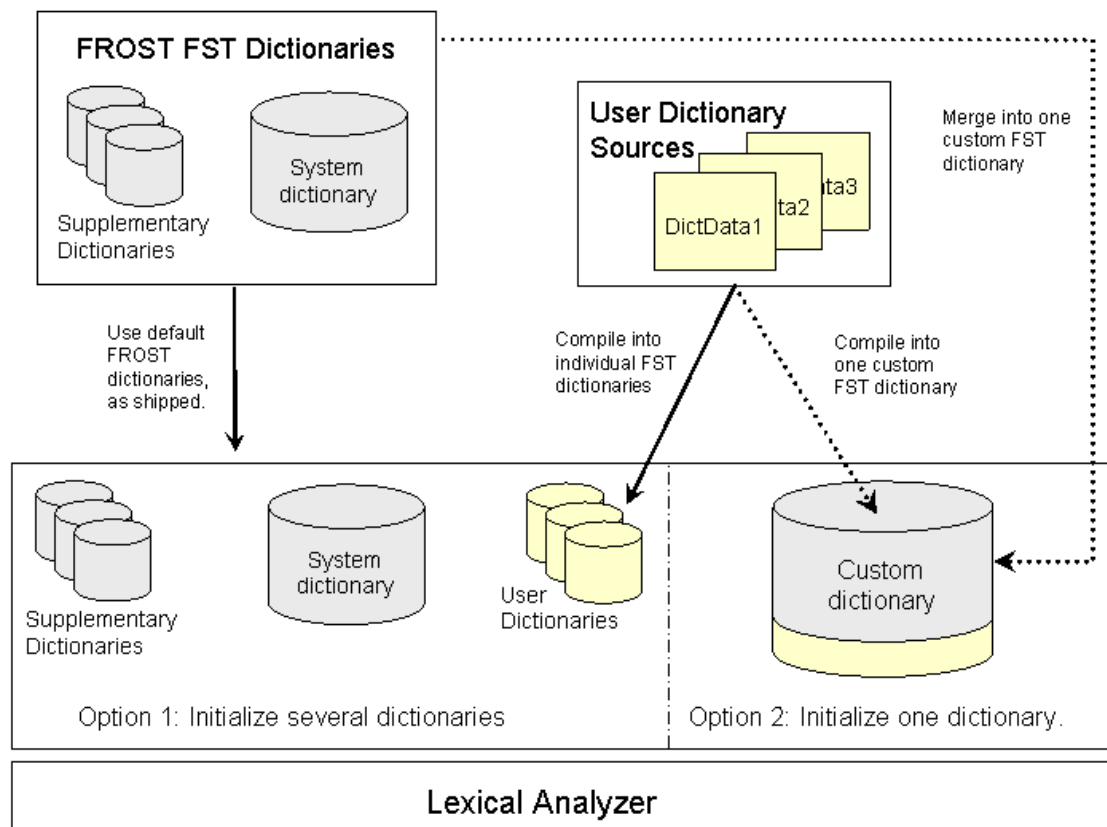 FROST FST Dictionaries
System
dictionary
Supplementary
Dictionaries
User Dictionary
Sources
DictData1
ta2
ta3
Merge into one
custom FST
dictionary
Use default
FROST
dictionaries,
as shipped.
Compile into
individual FST
dictionaries
Compile into
one custom
FST dictionary
Supplementary
Dictionaries
System
dictionary
User
Dictionaries
Custom
dictionary
Option 1: Initialize several dictionaries
Option 2: Initialize one dictionary.
Lexical Analyzer